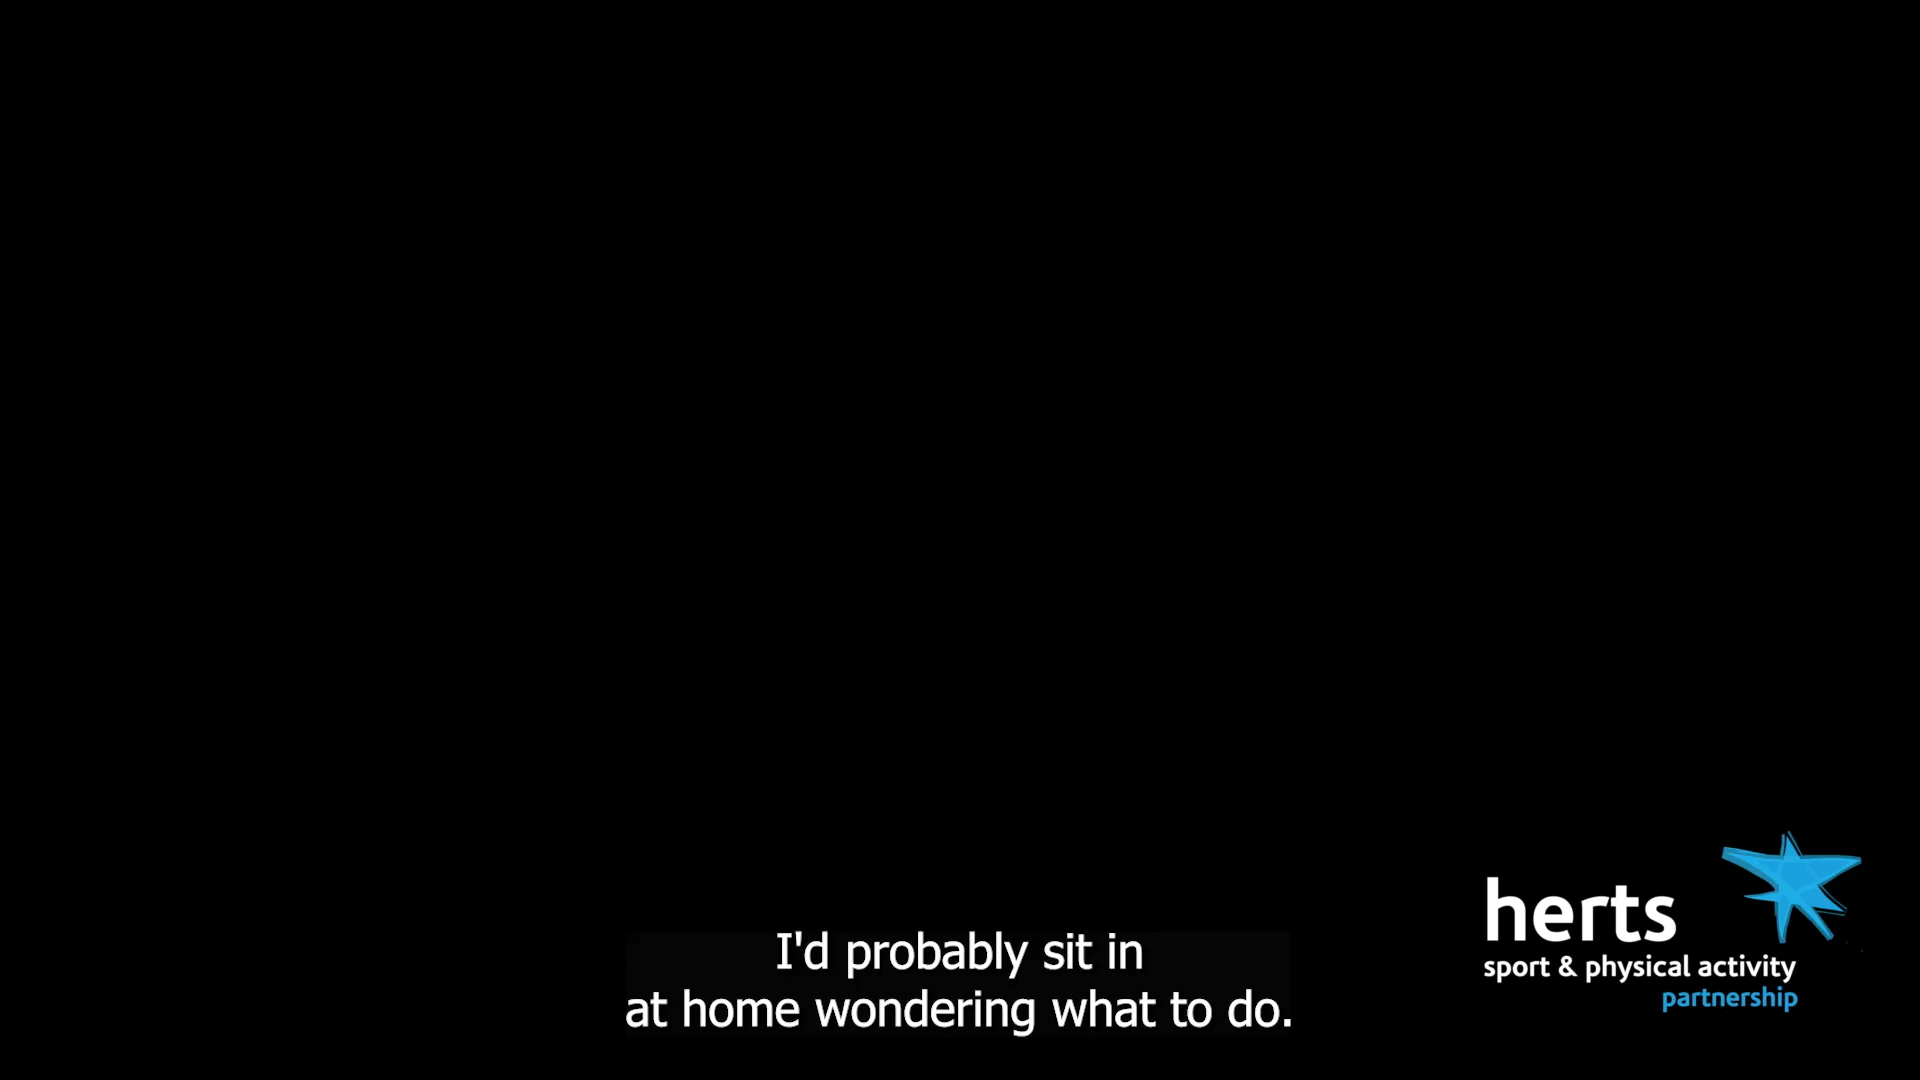 I'd probably sit in
at home wondering what to do.
herts
sport & physical activity
partnership